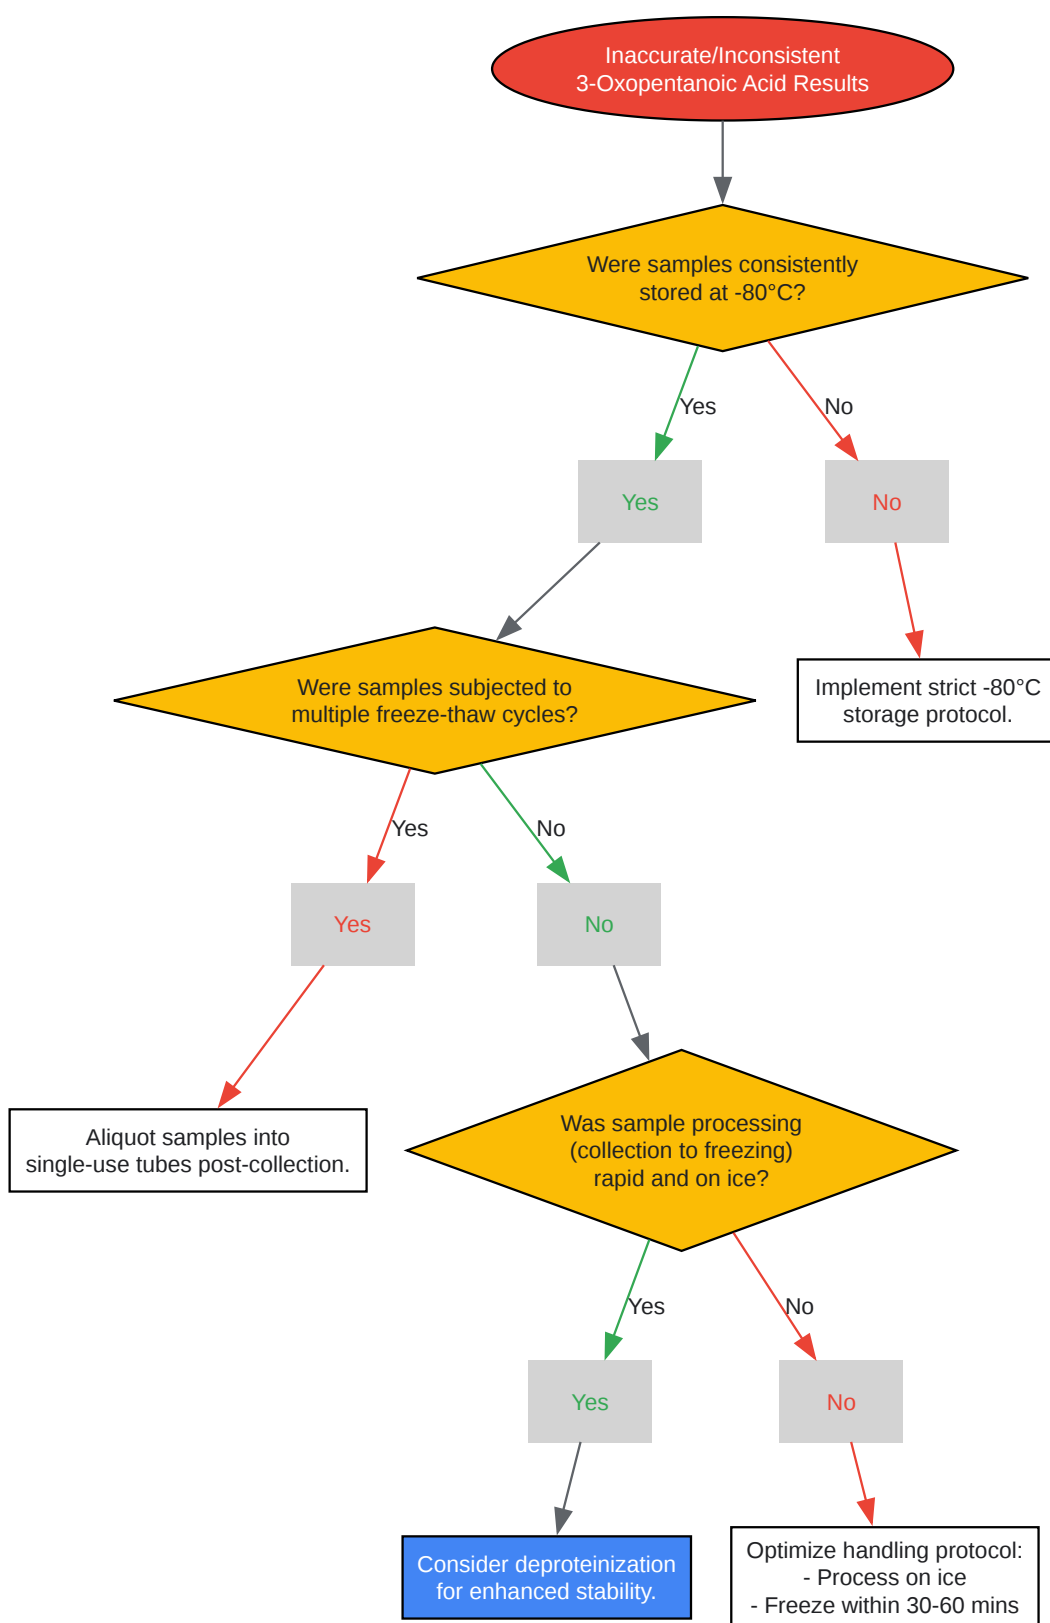 Inaccurate/Inconsistent
3-Oxopentanoic Acid Results
Were samples consistently
stored at -80°C?
Yes
No
Yes
No
Were samples subjected to
multiple freeze-thaw cycles?
Implement strict -80°C
storage protocol.
Yes
No
Yes
No
Aliquot samples into
single-use tubes post-collection.
Was sample processing
(collection to freezing)
rapid and on ice?
Yes
No
Yes
No
Consider deproteinization
for enhanced stability.
Optimize handling protocol:
- Process on ice
- Freeze within 30-60 mins